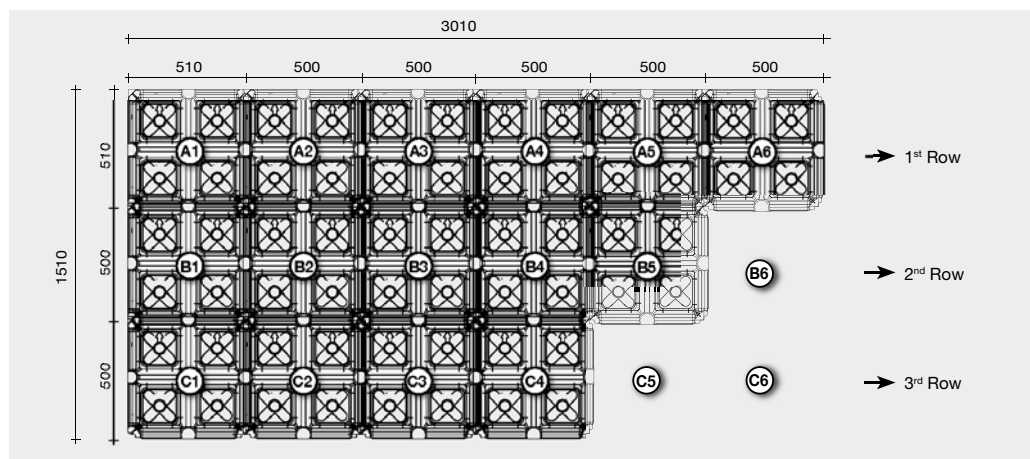 3010
510 500 500 500 500 500
1510
510
A1 A2 A3 A4 A5 A6
1st Row
500
B1 B2 B3 B4 B5 B6
2nd Row
500
C1 C2 C3 C4 C5 C6
3rd Row